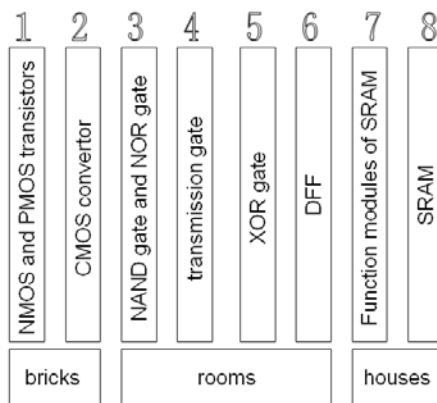 1 2 3 4 5 6 7 8
NMOS and PMOS transistors
CMOS convertor
NAND gate and NOR gate
transmission gate
XOR gate
DFF
Function modules of SRAM
SRAM
bricks
rooms
houses